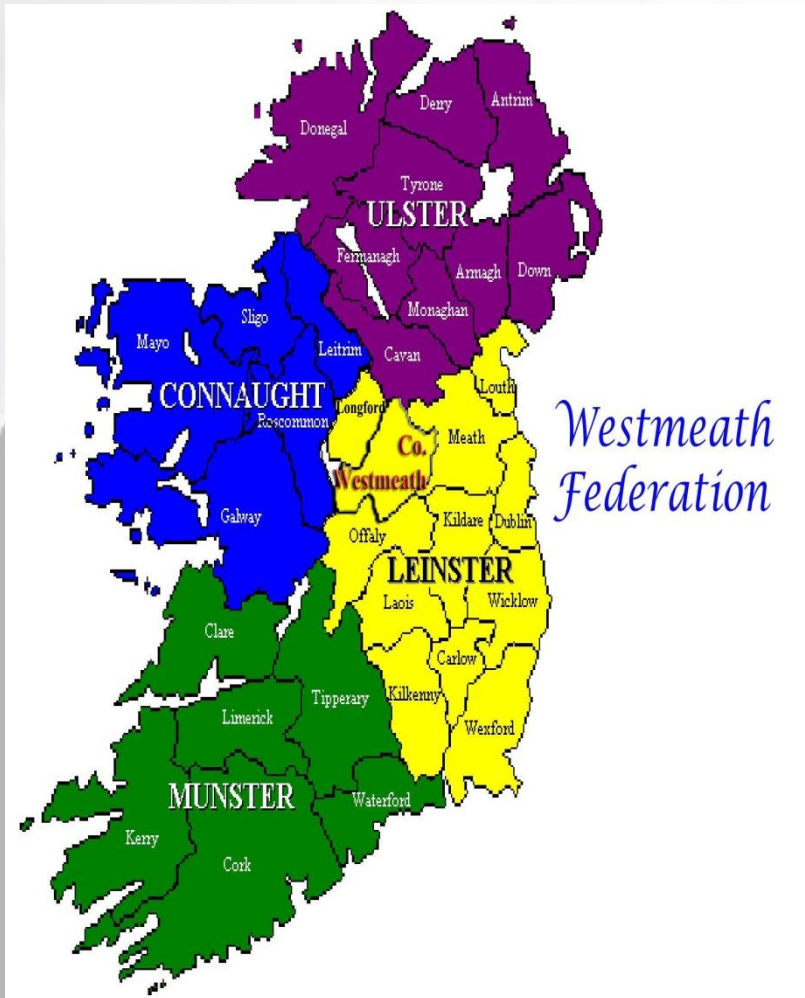 Donegal
Derry
Antrim
Tyrone
ULSTER
Fermanagh
Armagh
Down
Monaghan
Cavan
Sligo
Mayo
Leitrim
CONNAUGHT
Roscommon
Galway
Longford
Louth
Meath
Co.
Westmeath
Offaly
Kildare
Dublin
LEINSTER
Laois
Wicklow
Carlow
Kilkenny
Wexford
Clare
Tipperary
Limerick
MUNSTER
Waterford
Kerry
Cork
Westmeath
Federation